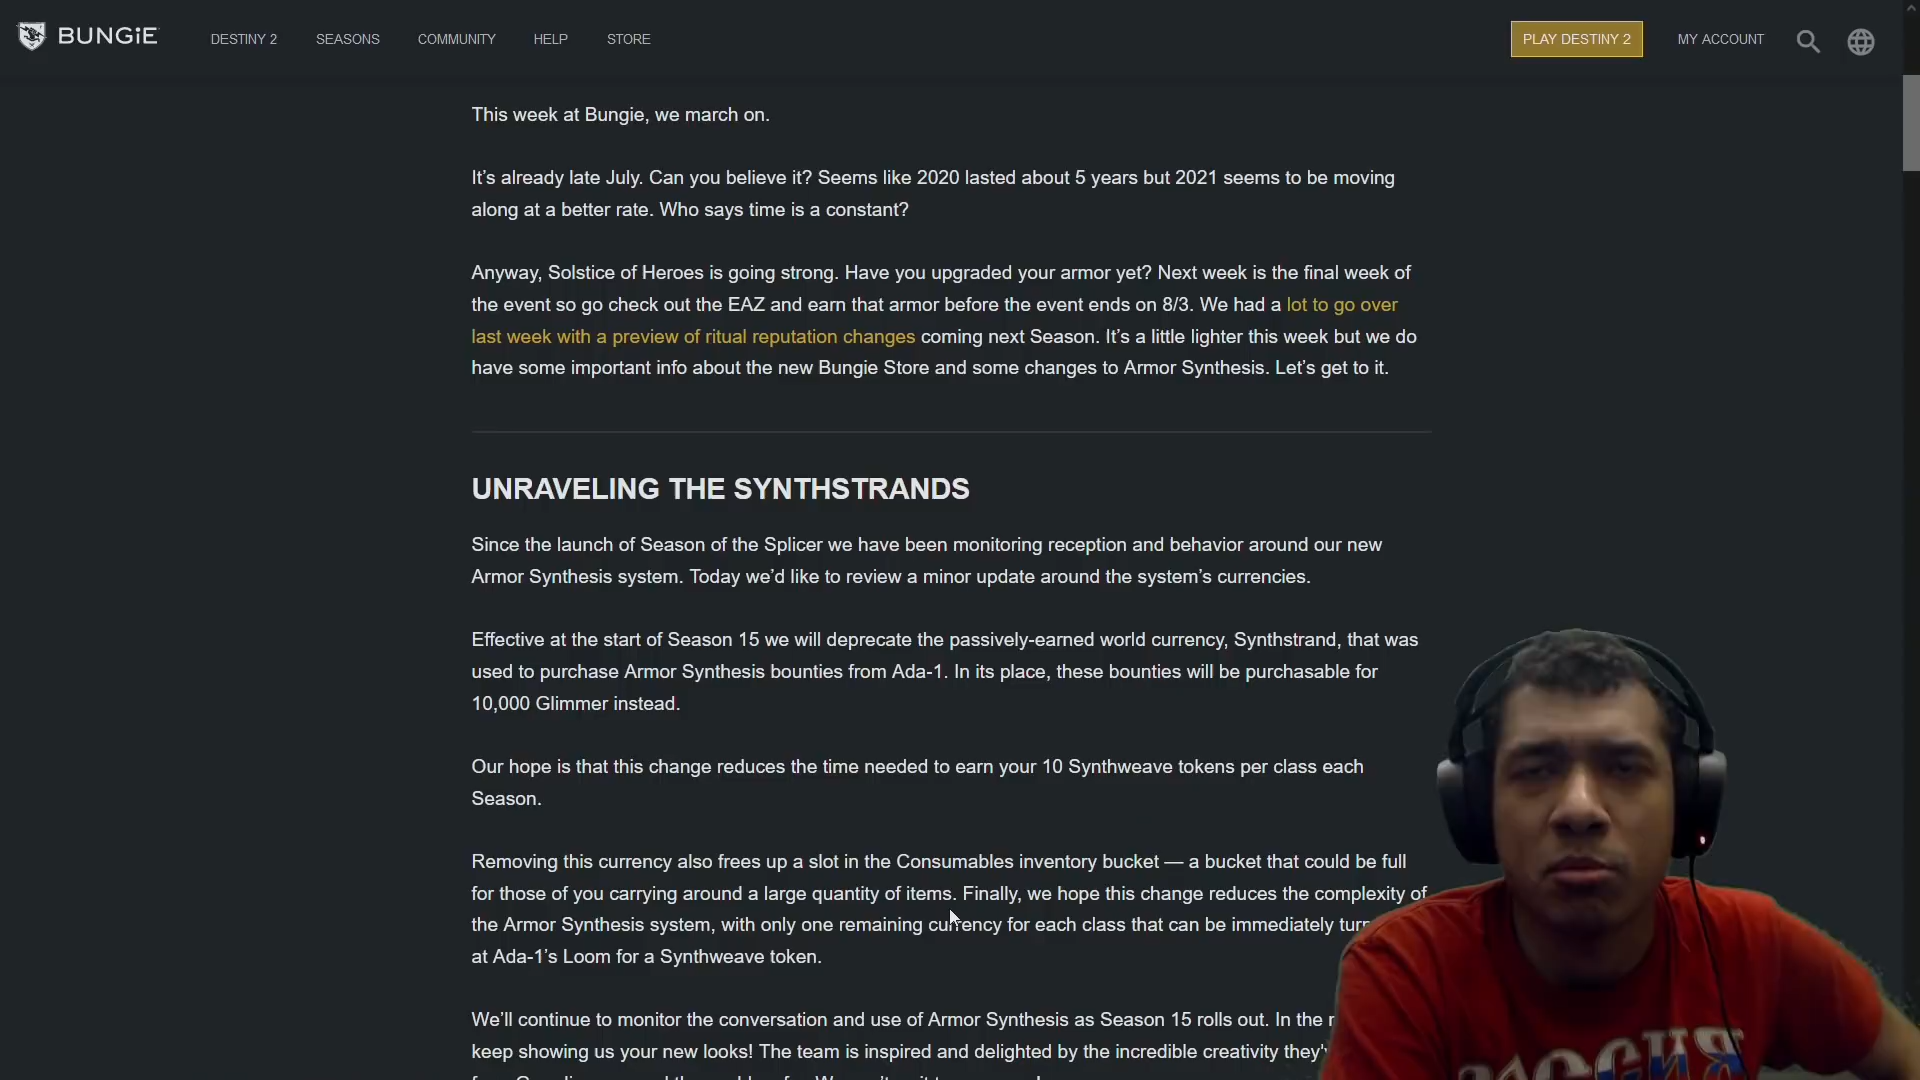 BUNGiE
DESTINY 2
SEASONS
COMMUNITY
HELP
STORE
PLAY DESTINY 2
MY ACCOUNT
This week at Bungie, we march on.
It’s already late July. Can you believe it? Seems like 2020 lasted about 5 years but 2021 seems to be moving
along at a better rate. Who says time is a constant?
Anyway, Solstice of Heroes is going strong. Have you upgraded your armor yet? Next week is the final week of
the event so go check out the EAZ and earn that armor before the event ends on 8/3. We had a lot to go over
last week with a preview of ritual reputation changes coming next Season. It’s a little lighter this week but we do
have some important info about the new Bungie Store and some changes to Armor Synthesis. Let’s get to it.
UNRAVELING THE SYNTHSTRANDS
Since the launch of Season of the Splicer we have been monitoring reception and behavior around our new
Armor Synthesis system. Today we’d like to review a minor update around the system’s currencies.
Effective at the start of Season 15 we will deprecate the passively-earned world currency, Synthstrand, that was
used to purchase Armor Synthesis bounties from Ada-1. In its place, these bounties will be purchasable for
10,000 Glimmer instead.
Our hope is that this change reduces the time needed to earn your 10 Synthweave tokens per class each
Season.
Removing this currency also frees up a slot in the Consumables inventory bucket — a bucket that could be full
for those of you carrying around a large quantity of items. Finally, we hope this change reduces the complexity of
the Armor Synthesis system, with only one remaining currency for each class that can be immediately
at Ada-1’s Loom for a Synthweave token.
We’ll continue to monitor the conversation and use of Armor Synthesis as Season 15 rolls out. In the
keep showing us your new looks! The team is inspired and delighted by the incredible creativity